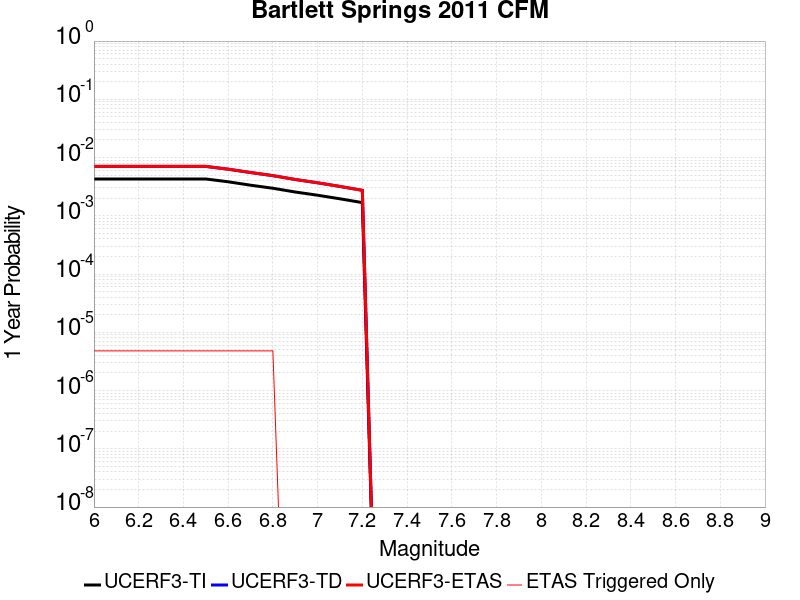 Bartlett Springs 2011 CFM
1 Year Probability
10^0
10^-1
10^-2
10^-3
10^-4
10^-5
10^-6
10^-7
10^-8
6 6.2 6.4 6.6 6.8 7 7.2 7.4 7.6 7.8 8 8.2 8.4 8.6 8.8 9
Magnitude
UCERF3-TI UCERF3-TD UCERF3-ETAS ETAS Triggered Only